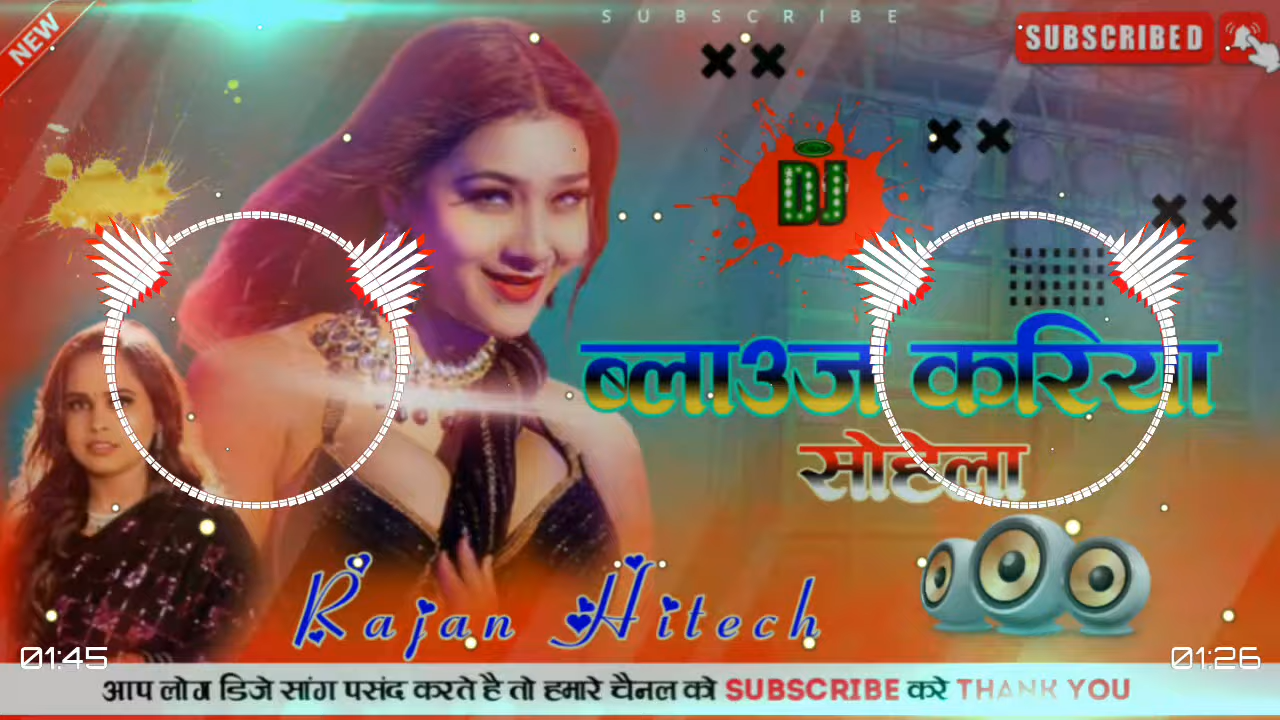 SUBSCRIBE
NEW
SUBSCRIBED
DJ
ब्लाउज करिया
सोहेला
Rajan Hitech
01:45
01:26
आप लोग डिजे सांग पसंद करते है तो हमारे चैनल को SUBSCRIBE करे THANK YOU